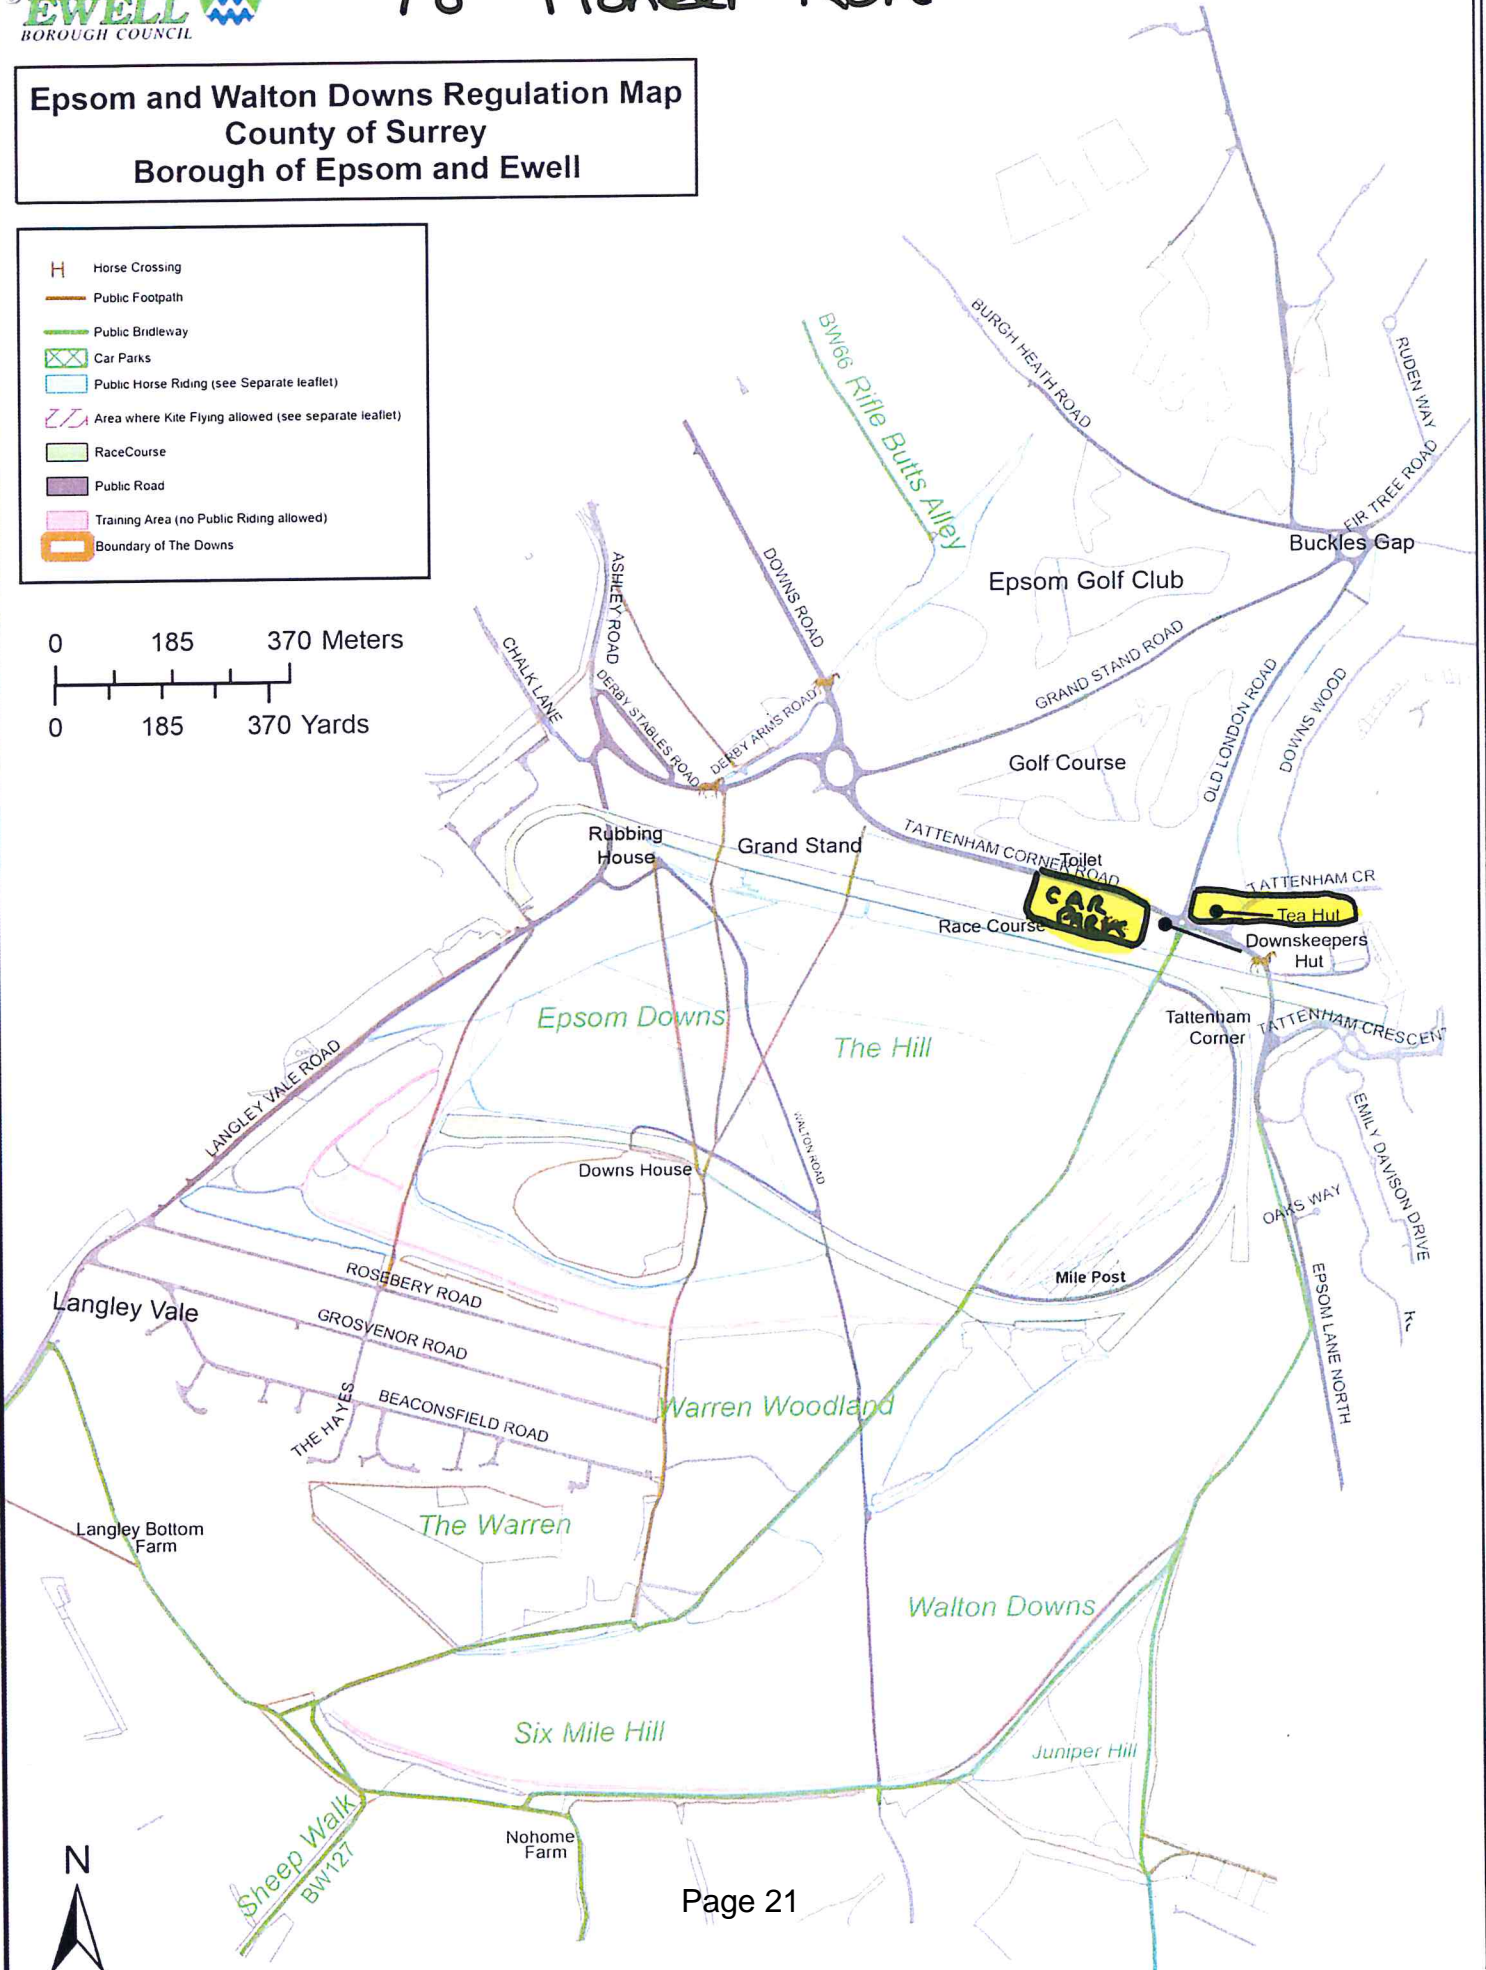 EWELL
BOROUGH COUNCIL
Epsom and Walton Downs Regulation Map
County of Surrey
Borough of Epsom and Ewell
H Horse Crossing
Public Footpath
Public Bridleway
Car Parks
Public Horse Riding (see Separate leaflet)
Area where Kite Flying allowed (see separate leaflet)
RaceCourse
Public Road
Training Area (no Public Riding allowed)
Boundary of The Downs
0 185 370 Meters
0 185 370 Yards
BURGH HEATH ROAD
RUDEN WAY
BW66 Rifle Butts Alley
FIR TREE ROAD
Buckles Gap
ASHLEY ROAD
DOWNS ROAD
Epsom Golf Club
CHALK LANE
GRAND STAND ROAD
OLD LONDON ROAD
DOWNS WOOD
DERBY STABLES ROAD
DERBY ARMS ROAD
Golf Course
Rubbing
House
Grand Stand
TATTENHAM CORNER ROAD
Toilet
CAR
PARK
TATTENHAM CR
Tea Hut
Race Course
Downskeepers
Hut
Epsom Downs
The Hill
Tattenham
Corner
TATTENHAM CRESCENT
LANGLEY VALE ROAD
WALTON ROAD
EMILY DAVISON DRIVE
Downs House
OAKS WAY
Mile Post
ROSEBERY ROAD
Langley Vale
GROSVENOR ROAD
EPSOM LANE NORTH
BEACONSFIELD ROAD
THE HAYES
Warren Woodland
The Warren
Langley Bottom
Farm
Walton Downs
Six Mile Hill
Juniper Hill
Sheep Walk
BW127
Nohome
Farm
N
Page 21